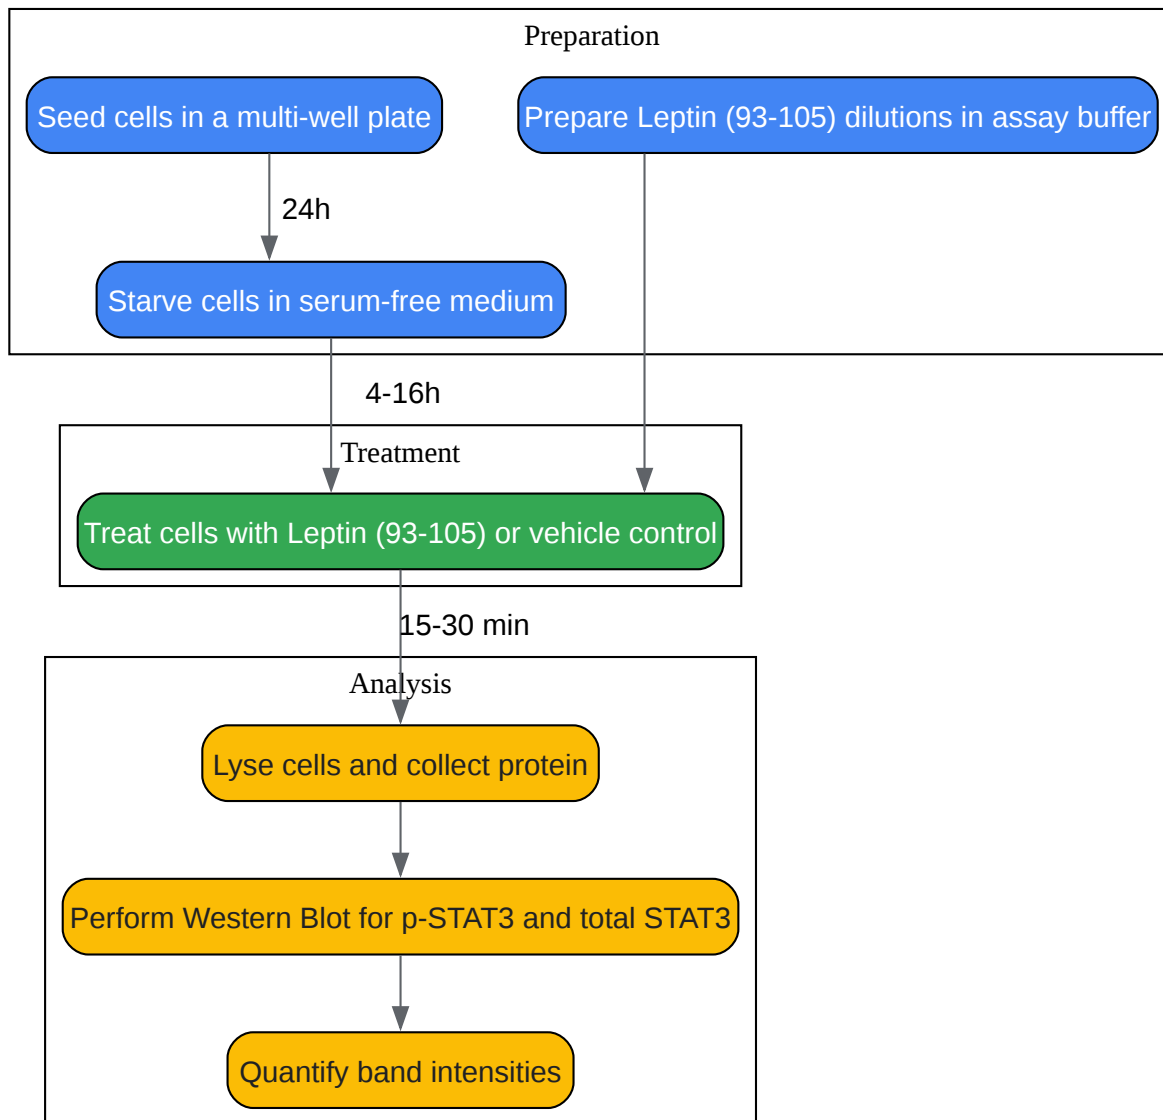 Preparation
Seed cells in a multi-well plate
Prepare Leptin (93-105) dilutions in assay buffer
24h
Starve cells in serum-free medium
4-16h
Treatment
Treat cells with Leptin (93-105) or vehicle control
15-30 min
Analysis
Lyse cells and collect protein
Perform Western Blot for p-STAT3 and total STAT3
Quantify band intensities